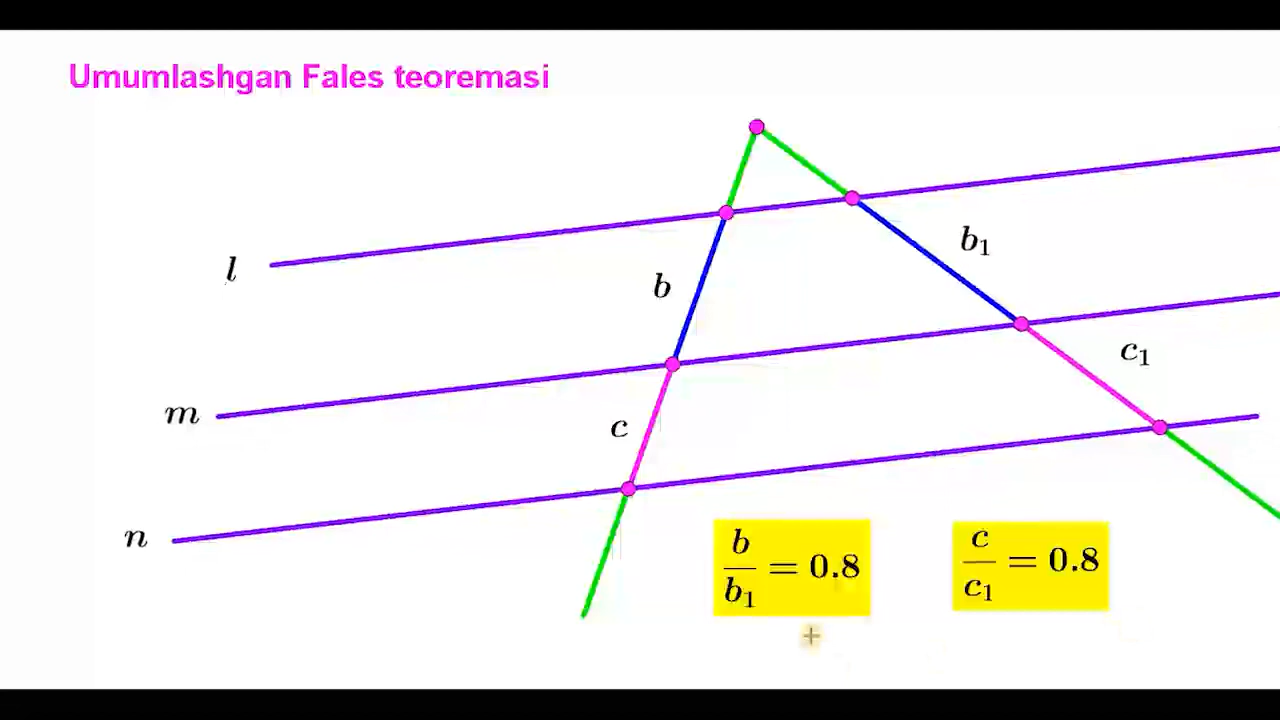 Umumlashgan Fales teoremasi
l
b
b₁
m
c
c₁
n
b/b₁ = 0.8
c/c₁ = 0.8